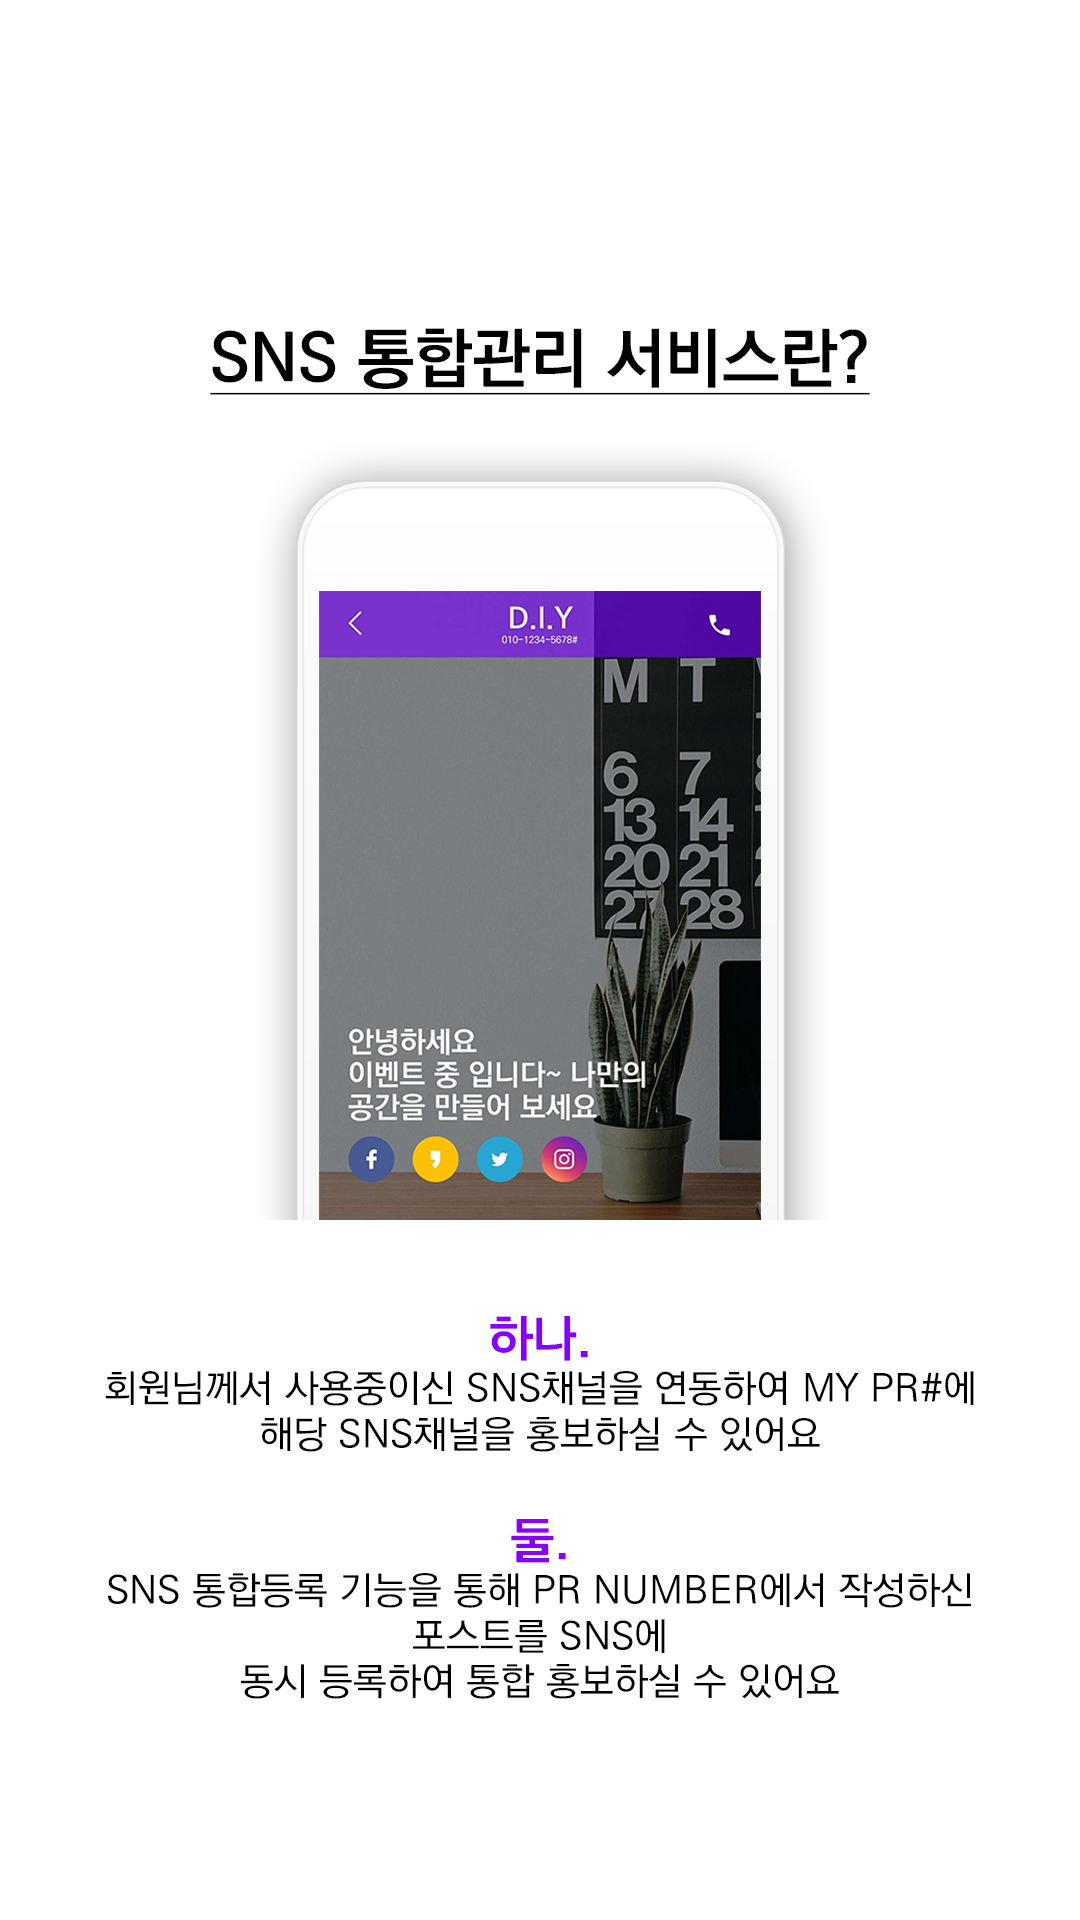 SNS 통합관리 서비스란?
D.I.Y
010-1234-5678#
M T
6 7
13 14
20 21
27 28
안녕하세요
이벤트 중 입니다~ 나만의
공간을 만들어 보세요
하나.
회원님께서 사용중이신 SNS채널을 연동하여 MY PR#에
해당 SNS채널을 홍보하실 수 있어요
둘.
SNS 통합등록 기능을 통해 PR NUMBER에서 작성하신
포스트를 SNS에
동시 등록하여 통합 홍보하실 수 있어요